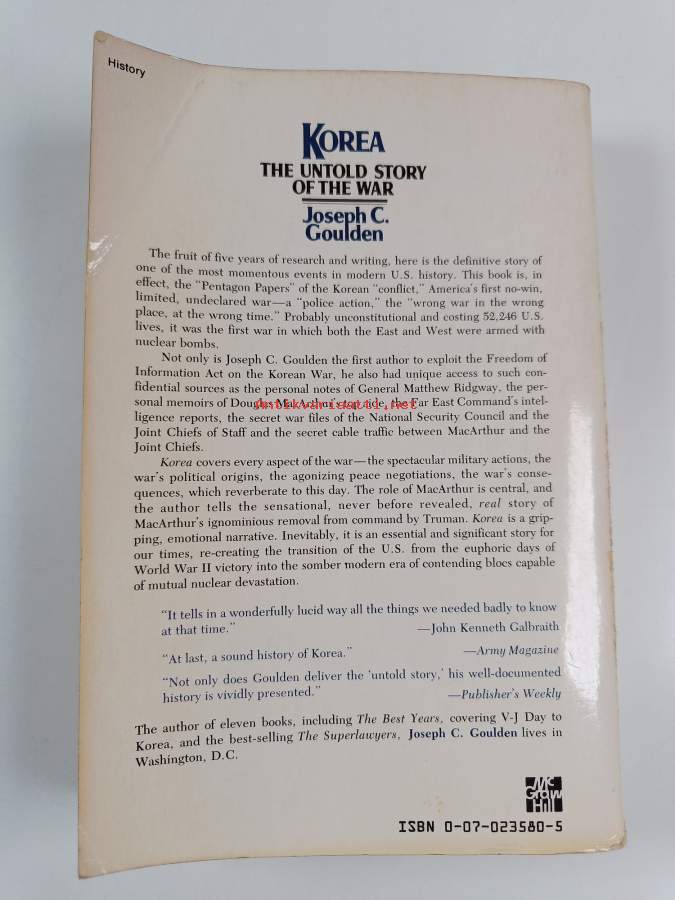 History
KOREA
THE UNTOLD STORY
OF THE WAR
Joseph C.
Goulden
The fruit of five years of research and writing, here is the definitive story of
one of the most momentous events in modern U.S. history. This book is, in
effect, the "Pentagon Papers" of the Korean "conflict," America's first no-win,
limited, undeclared war—a "police action," the "wrong war in the wrong
place, at the wrong time." Probably unconstitutional and costing 52,246 U.S.
lives, it was the first war in which both the East and West were armed with
nuclear bombs.
Not only is Joseph C. Goulden the first author to exploit the Freedom of
Information Act on the Korean War, he also had unique access to such con-
fidential sources as the personal notes of General Matthew Ridgway, the per-
sonal memoirs of Douglas MacArthur's top aide, the Far East Command's intel-
antikvariaatti.net
ligence reports, the secret war files of the National Security Council and the
Joint Chiefs of Staff and the secret cable traffic between MacArthur and the
Joint Chiefs.
Korea covers every aspect of the war—the spectacular military actions, the
war's political origins, the agonizing peace negotiations, the war's conse-
quences, which reverberate to this day. The role of MacArthur is central, and
the author tells the sensational, never before revealed, real story of
MacArthur's ignominious removal from command by Truman. Korea is a grip-
ping, emotional narrative. Inevitably, it is an essential and significant story for
our times, re-creating the transition of the U.S. from the euphoric days of
World War II victory into the somber modern era of contending blocs capable
of mutual nuclear devastation.
"It tells in a wonderfully lucid way all the things we needed badly to know
at that time." —John Kenneth Galbraith
"At last, a sound history of Korea." —Army Magazine
"Not only does Goulden deliver the 'untold story,' his well-documented
history is vividly presented." —Publisher's Weekly
The author of eleven books, including The Best Years, covering V-J Day to
Korea, and the best-selling The Superlawyers, Joseph C. Goulden lives in
Washington, D.C.
Mc
Graw
Hill
ISBN 0-07-023580-5